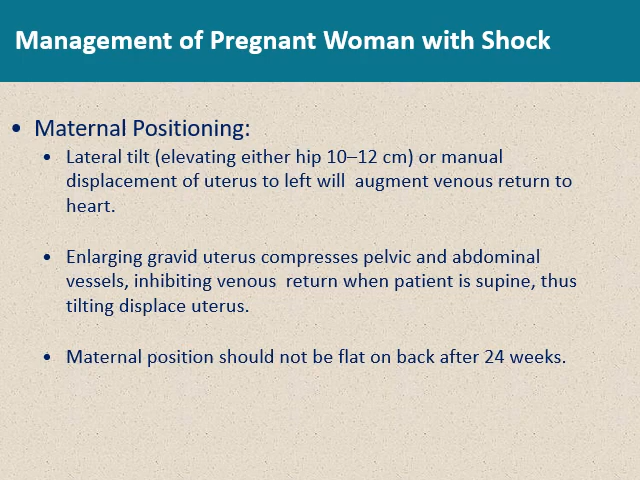 Management of Pregnant Woman with Shock
• Maternal Positioning:
• Lateral tilt (elevating either hip 10–12 cm) or manual
displacement of uterus to left will augment venous return to
heart.
• Enlarging gravid uterus compresses pelvic and abdominal
vessels, inhibiting venous return when patient is supine, thus
tilting displace uterus.
• Maternal position should not be flat on back after 24 weeks.